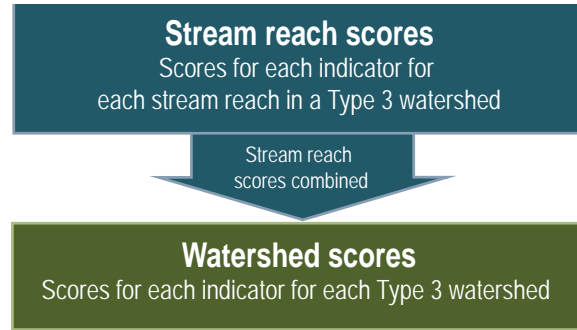 Stream reach scores
Scores for each indicator for
each stream reach in a Type 3 watershed
Stream reach
scores combined
Watershed scores
Scores for each indicator for each Type 3 watershed